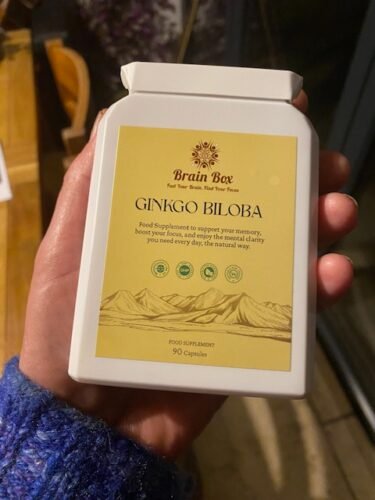 Brain Box
Fuel Your Brain. Find Your Focus
GINKGO BILOBA
Food Supplement to support your memory,
boost your focus, and enjoy the mental clarity
you need every day, the natural way.
FOOD SUPPLEMENT
90 Capsules